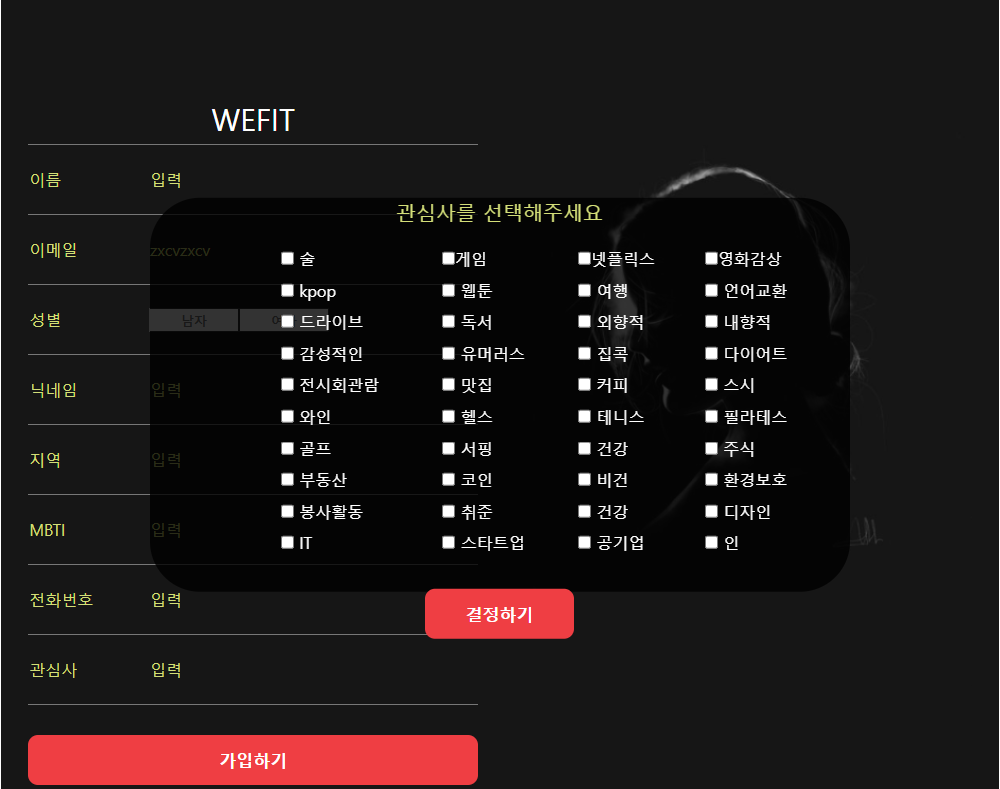 WEFIT
이름 입력
관심사를 선택해주세요
이메일 zxcvzxcv
술 게임 넷플릭스 영화감상
kpop 웹툰 여행 언어교환
성별 남자 여
드라이브 독서 외향적 내향적
감성적인 유머러스 집콕 다이어트
닉네임 입력
전시회관람 맛집 커피 스시
와인 헬스 테니스 필라테스
골프 서핑 건강 주식
지역 입력
부동산 코인 비건 환경보호
봉사활동 취준 건강 디자인
MBTI 입력
IT 스타트업 공기업 인
전화번호 입력
결정하기
관심사 입력
가입하기